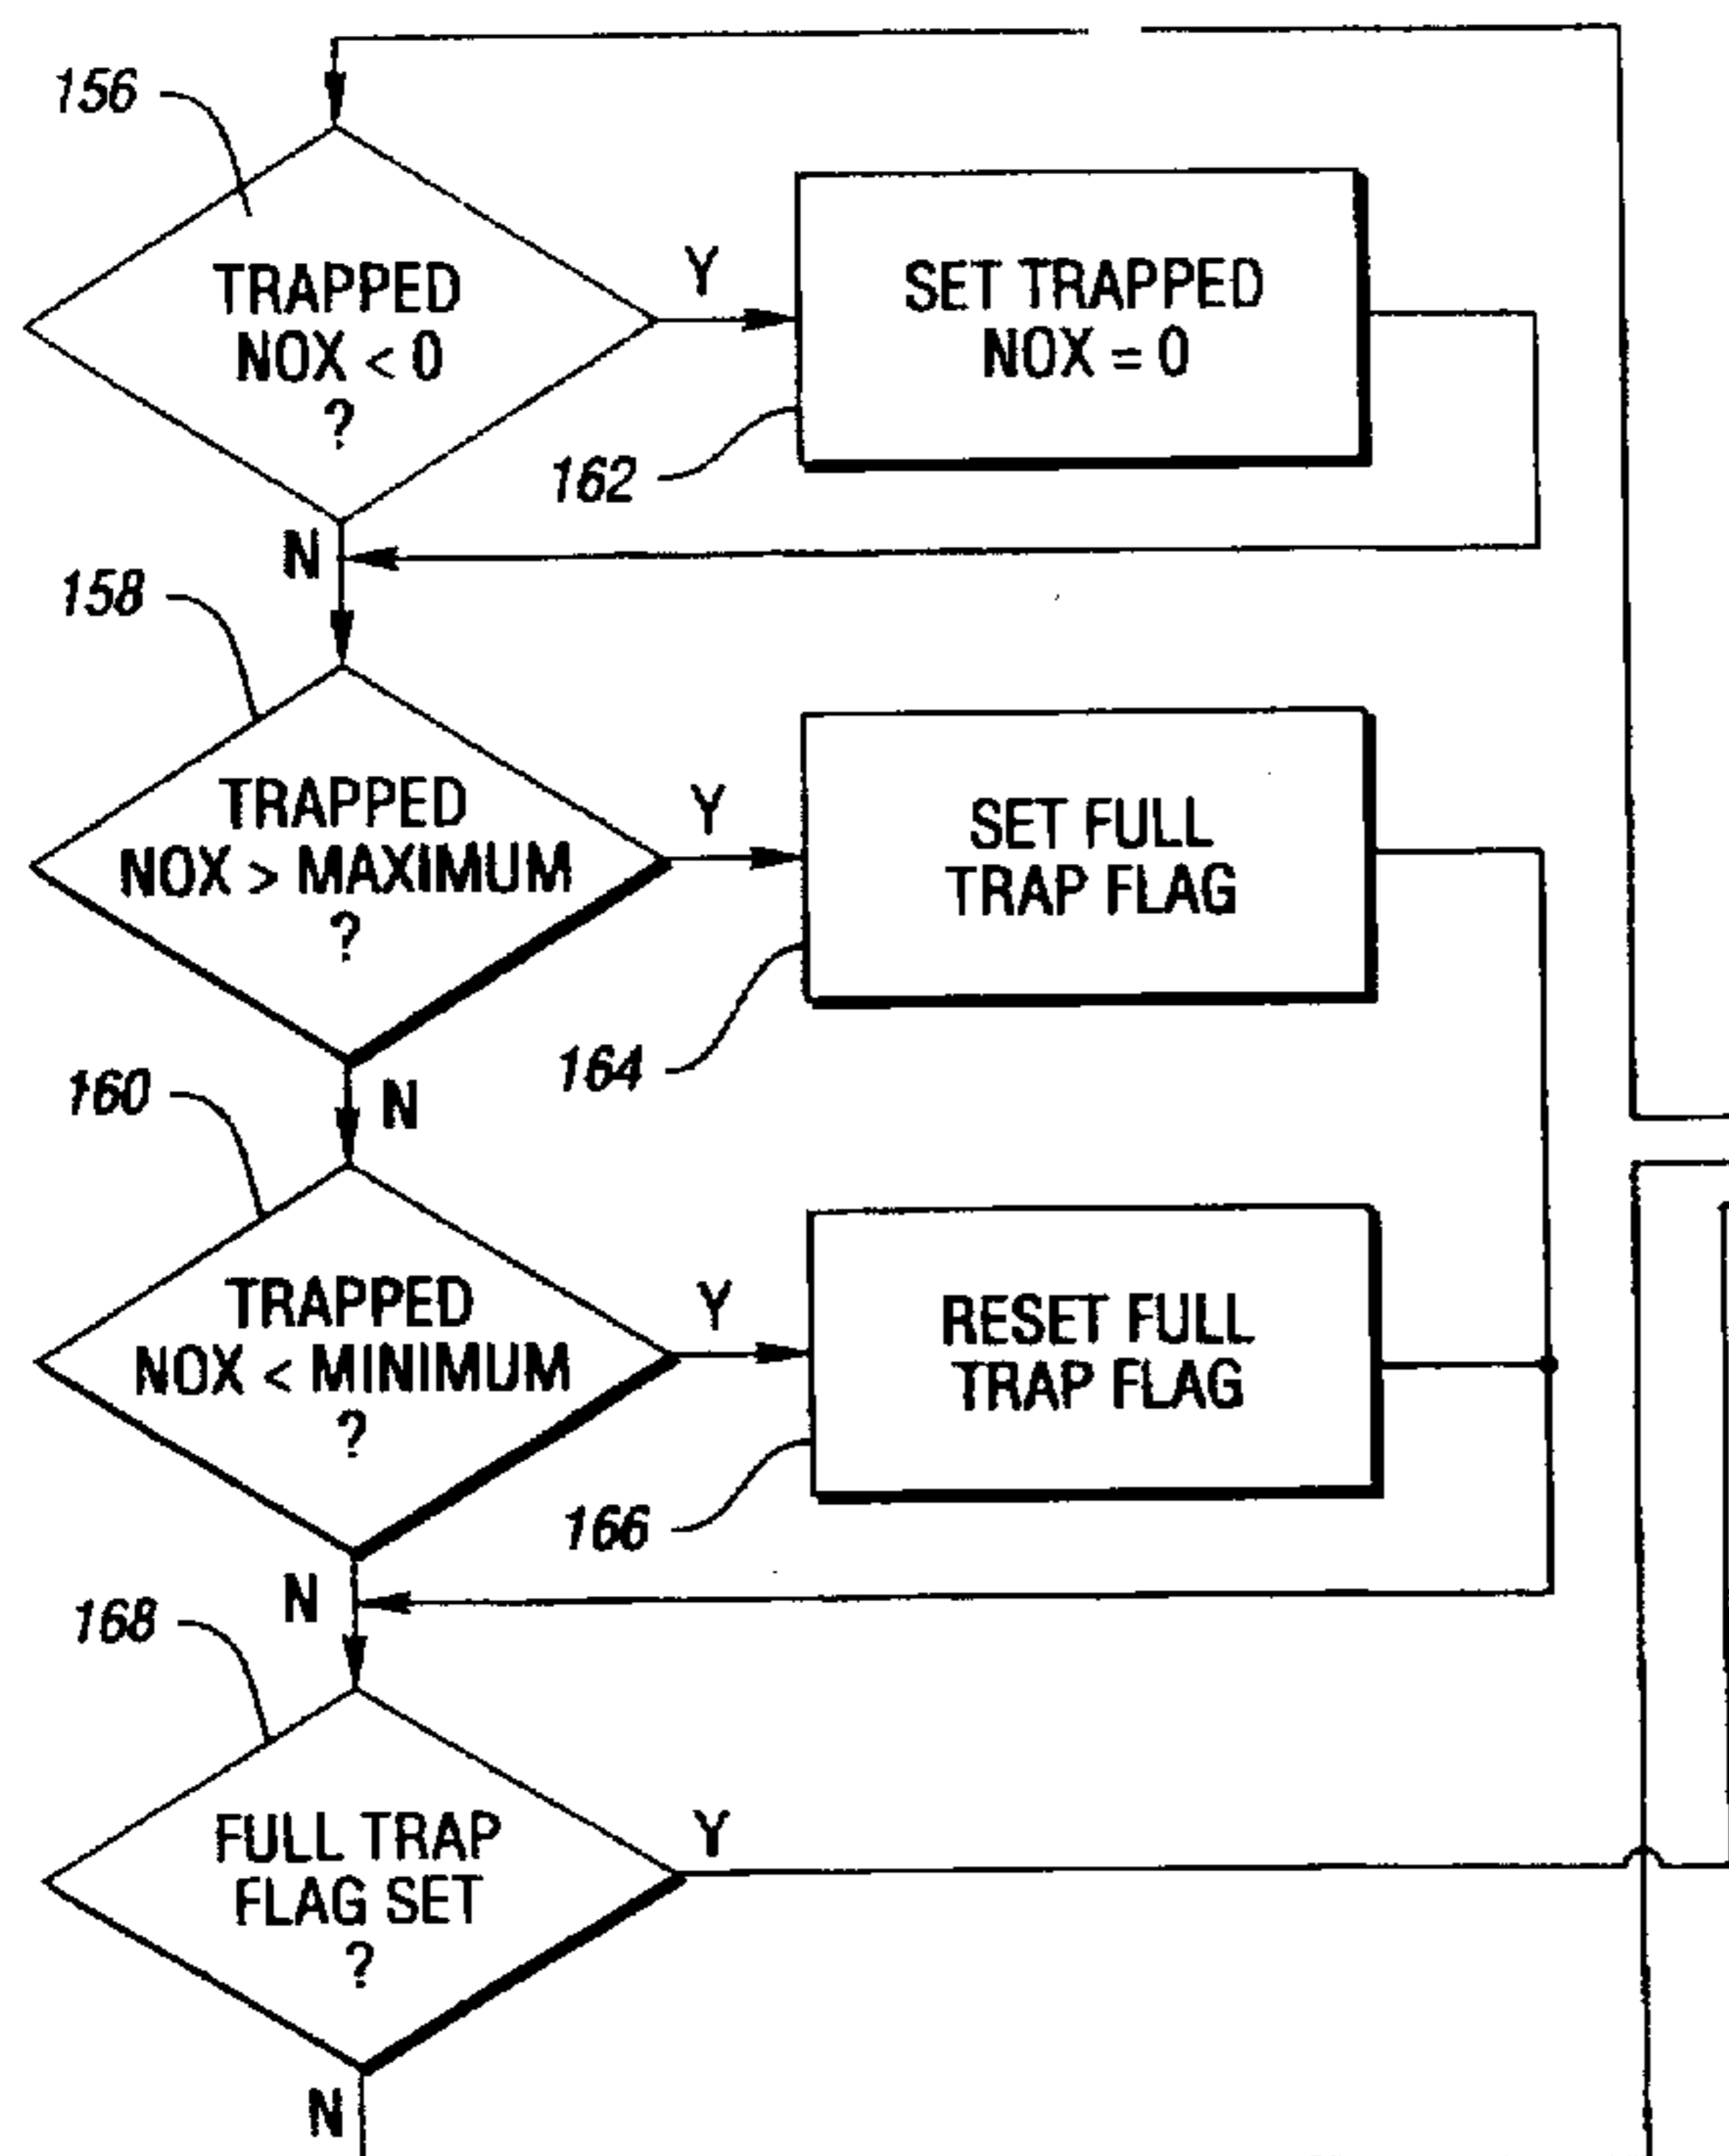 156
TRAPPED
NOX < 0
?
Y
SET TRAPPED
NOX = 0
162
N
158
TRAPPED
NOX > MAXIMUM
?
Y
SET FULL
TRAP FLAG
164
N
160
TRAPPED
NOX < MINIMUM
?
Y
RESET FULL
TRAP FLAG
166
N
168
FULL TRAP
FLAG SET
?
Y
N